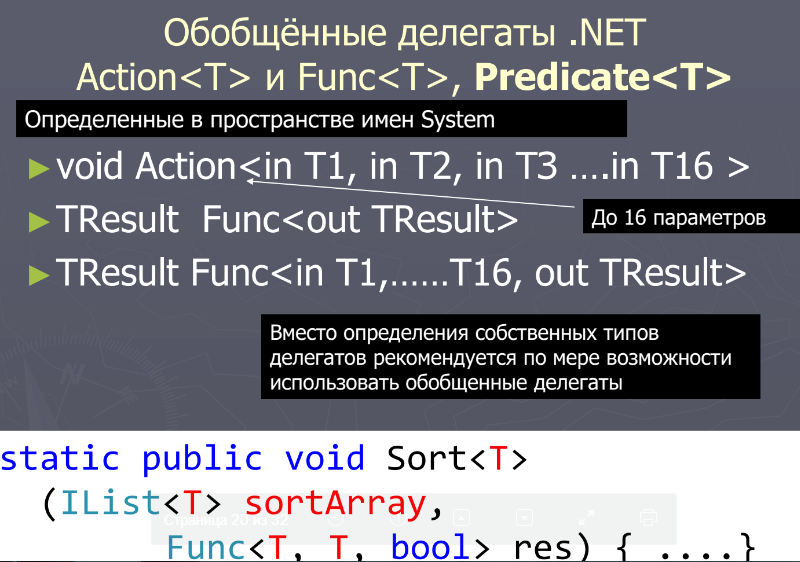 Обобщённые делегаты .NET
Action<T> и Func<T>, Predicate<T>
Определенные в пространстве имен System
►void Action<in T1, in T2, in T3 ….in T16 >
►TResult Func<out TResult>
До 16 параметров
►TResult Func<in T1,……T16, out TResult>
Вместо определения собственных типов
делегатов рекомендуется по мере возможности
использовать обобщенные делегаты
N
static public void Sort<T>
(IList<T> sortArray,
Страница 20 из 32
Func<T, T, bool> res) { ....}